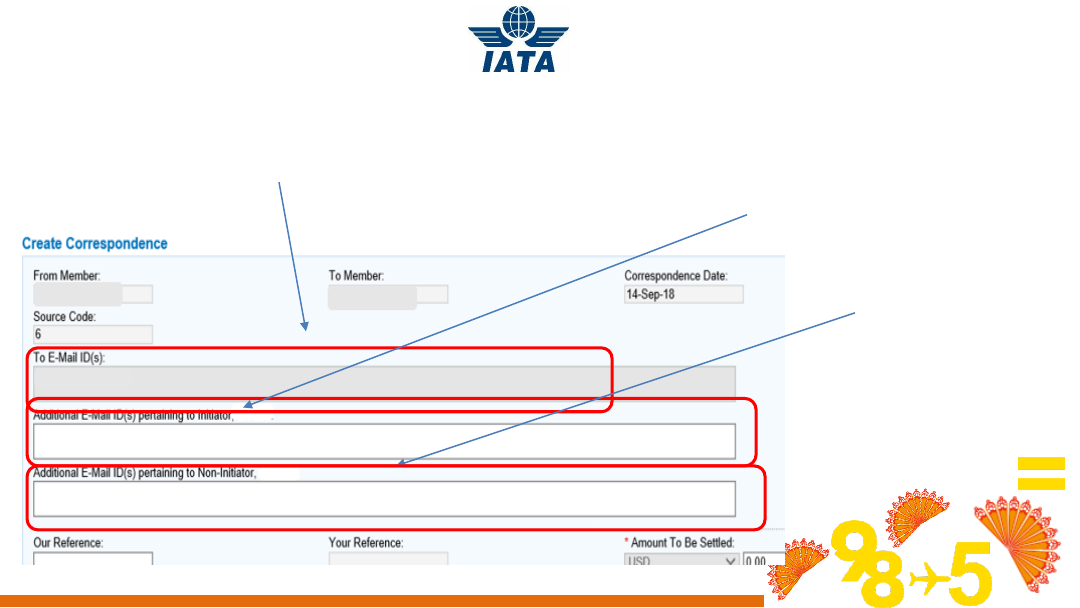 IATA
Create Correspondence
From Member: To Member: Correspondence Date:
14-Sep-18
Source Code:
6
To E-Mail ID(s):
Additional E-Mail ID(s) pertaining to Initiator,
Additional E-Mail ID(s) pertaining to Non-Initiator,
Our Reference: Your Reference: * Amount To Be Settled:
USD 0.00
=
98 5